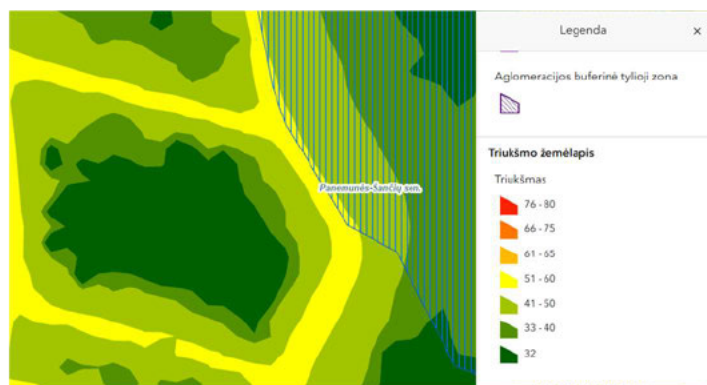 Panemunės-Šančių sen.
Legenda
×
Aglomeracijos buferinė tylioji zona
Triukšmo žemėlapis
Triukšmas
76 - 80
66 - 75
61 - 65
51 - 60
41 - 50
33 - 40
32